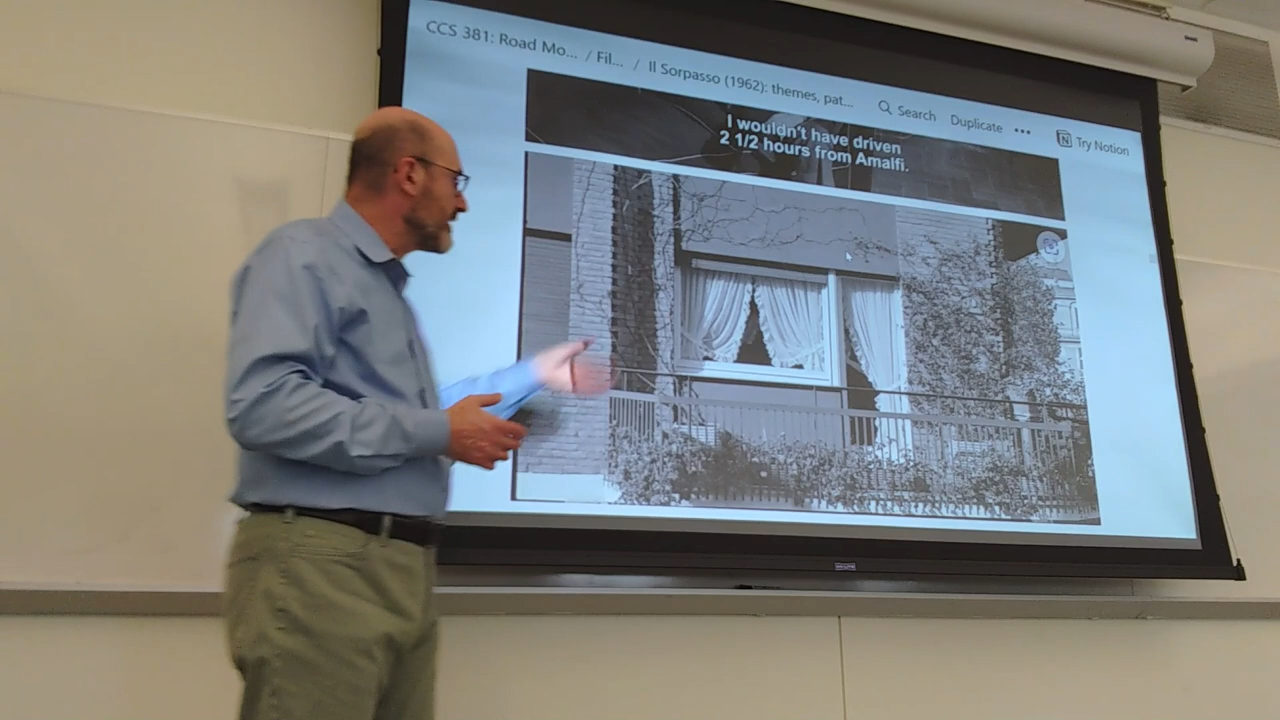 CCS 381: Road Mo... / Fil... / Il Sorpasso (1962): themes, pat...
Search
Duplicate
Try Notion
I wouldn't have driven
2 1/2 hours from Amalfi.